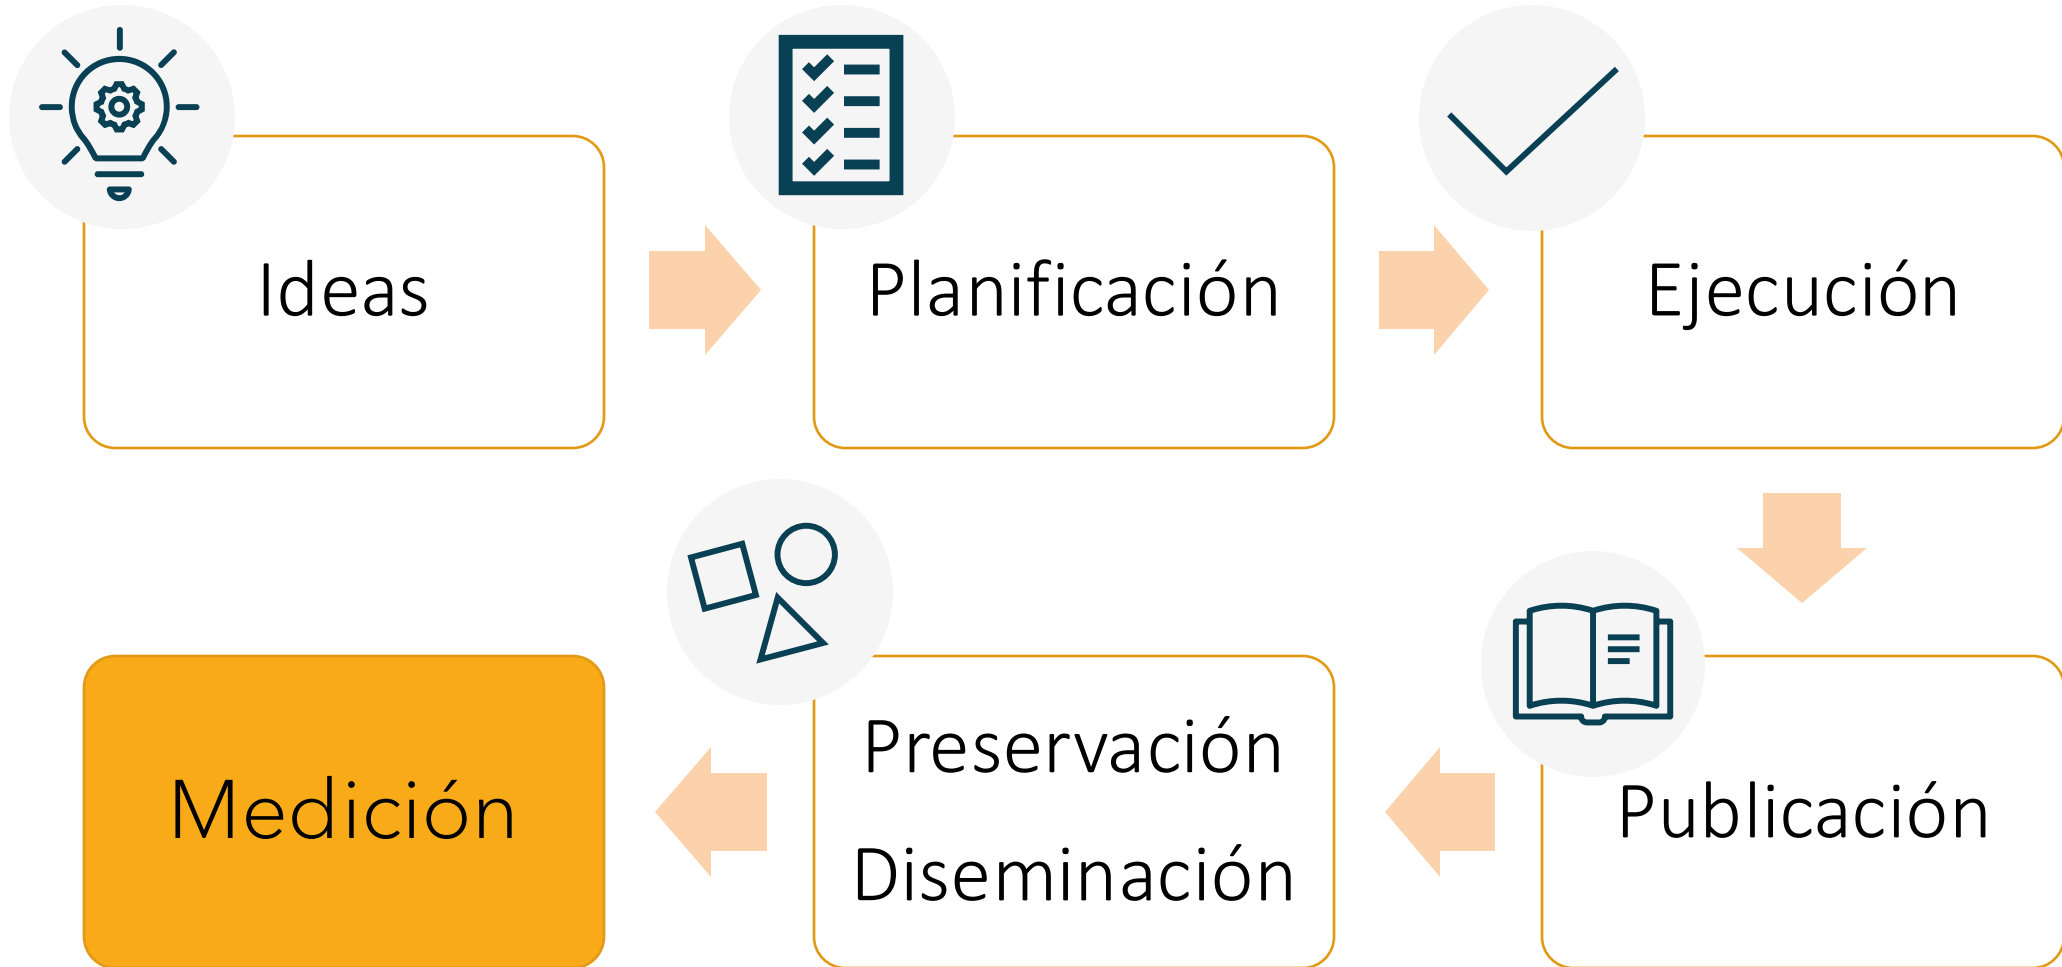 Ideas
Planificación
Ejecución
Publicación
Preservación
Diseminación
Medición